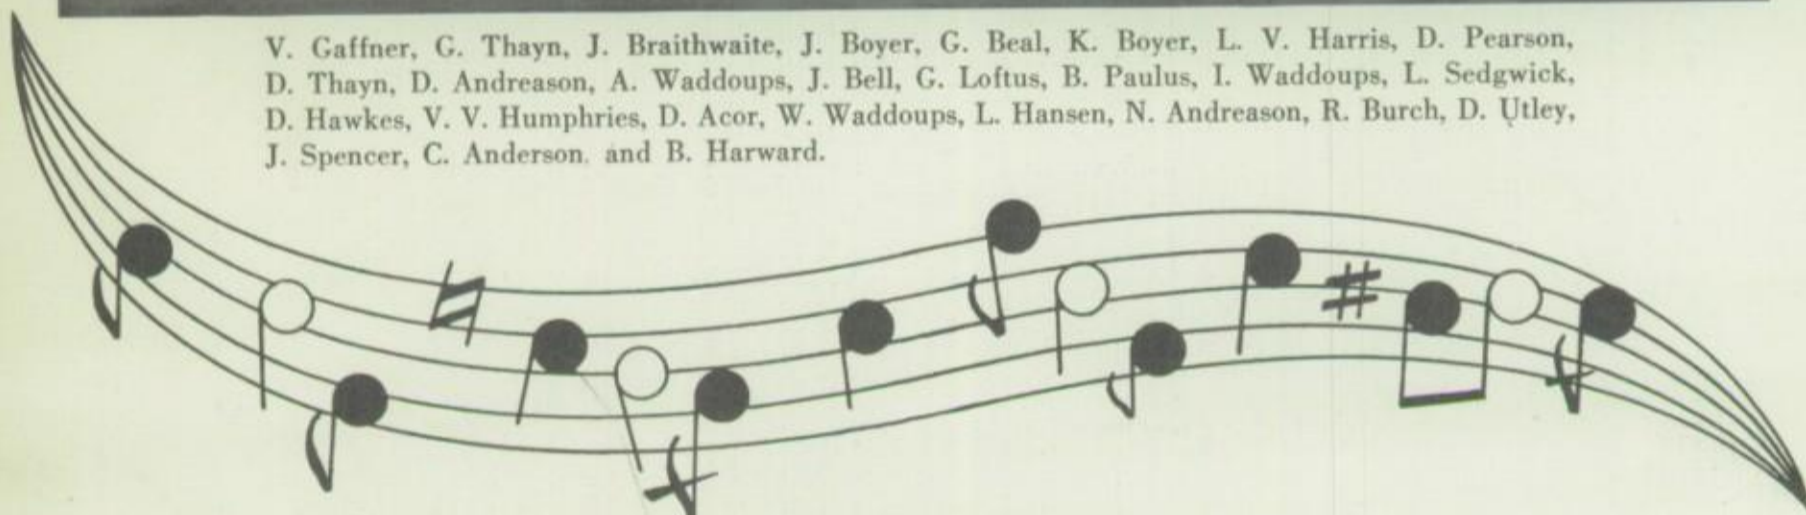 V. Gaffner, G. Thayn, J. Braithwaite, J. Boyer, G. Beal, K. Boyer, L. V. Harris, D. Pearson,
D. Thayn, D. Andreason, A. Waddoups, J. Bell, G. Loftus, B. Paulus, I. Waddoups, L. Sedgwick,
D. Hawkes, V. V. Humphries, D. Acor, W. Waddoups, L. Hansen, N. Andreason, R. Burch, D. Utley,
J. Spencer, C. Anderson. and B. Harward.